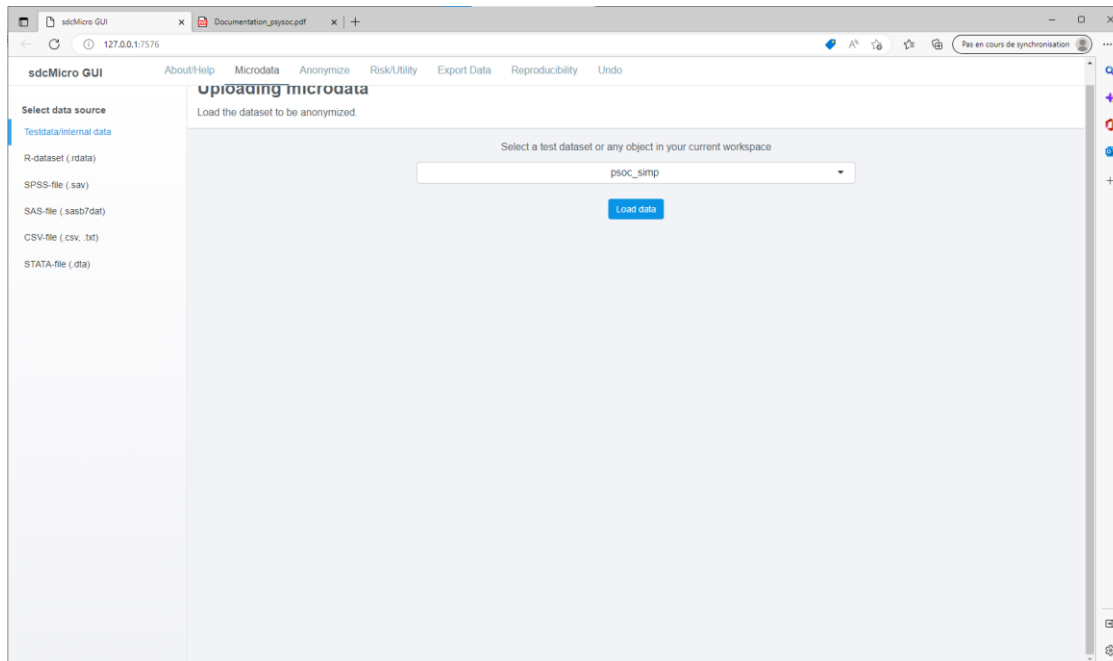 sdcMicro GUI
Documentation_psysoc.pdf
127.0.0.1:7576
Pas en cours de synchronisation
sdcMicro GUI About/Help Microdata Anonymize Risk/Utility Export Data Reproducibility Undo
Uploading microdata
Load the dataset to be anonymized.
Select data source
Testdata/internal data
R-dataset (.rdata)
SPSS-file (.sav)
SAS-file (.sasb7dat)
CSV-file (.csv, .txt)
STATA-file (.dta)
Select a test dataset or any object in your current workspace
psoc_simp
Load data